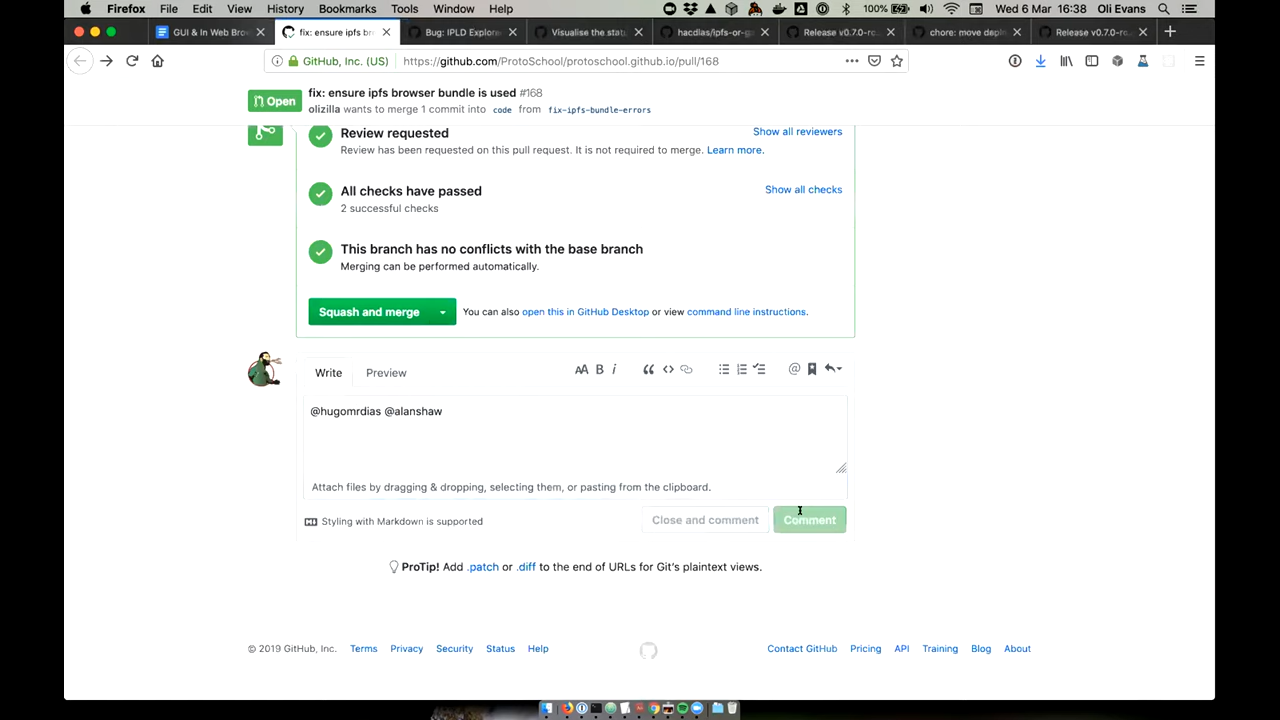 Firefox File Edit View History Bookmarks Tools Window Help 100% Wed 6 Mar 16:38 Oli Evans
GUI & In Web Brow
fix: ensure ipfs br
Bug: IPLD Explore
Visualise the statu
hacdias/ipfs-or-g
Release v0.7.0-rc.
chore: move depl
Release v0.7.0-rc.
GitHub, Inc. (US) https://github.com/ProtoSchool/protoschool.github.io/pull/168
Open
fix: ensure ipfs browser bundle is used #168
olizilla wants to merge 1 commit into code from fix-ipfs-bundle-errors
Review requested Show all reviewers
Review has been requested on this pull request. It is not required to merge. Learn more.
All checks have passed Show all checks
2 successful checks
This branch has no conflicts with the base branch
Merging can be performed automatically.
Squash and merge You can also open this in GitHub Desktop or view command line instructions.
Write Preview AA B i
@hugomrdias @alanshaw
Attach files by dragging & dropping, selecting them, or pasting from the clipboard.
Styling with Markdown is supported Close and comment Comment
ProTip! Add .patch or .diff to the end of URLs for Git's plaintext views.
© 2019 GitHub, Inc. Terms Privacy Security Status Help Contact GitHub Pricing API Training Blog About